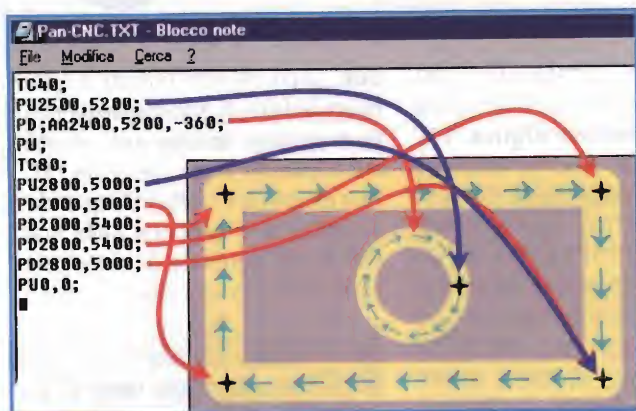 Pan-CNC.TXT - Blocco note
File Modifica Cerca ?
TC40;
PU2500,5200;
PD;AA2400,5200,-360;
PU;
TC80;
PU2800,5000;
PD2000,5000;
PD2000,5400;
PD2800,5400;
PD2800,5000;
PU0,0;